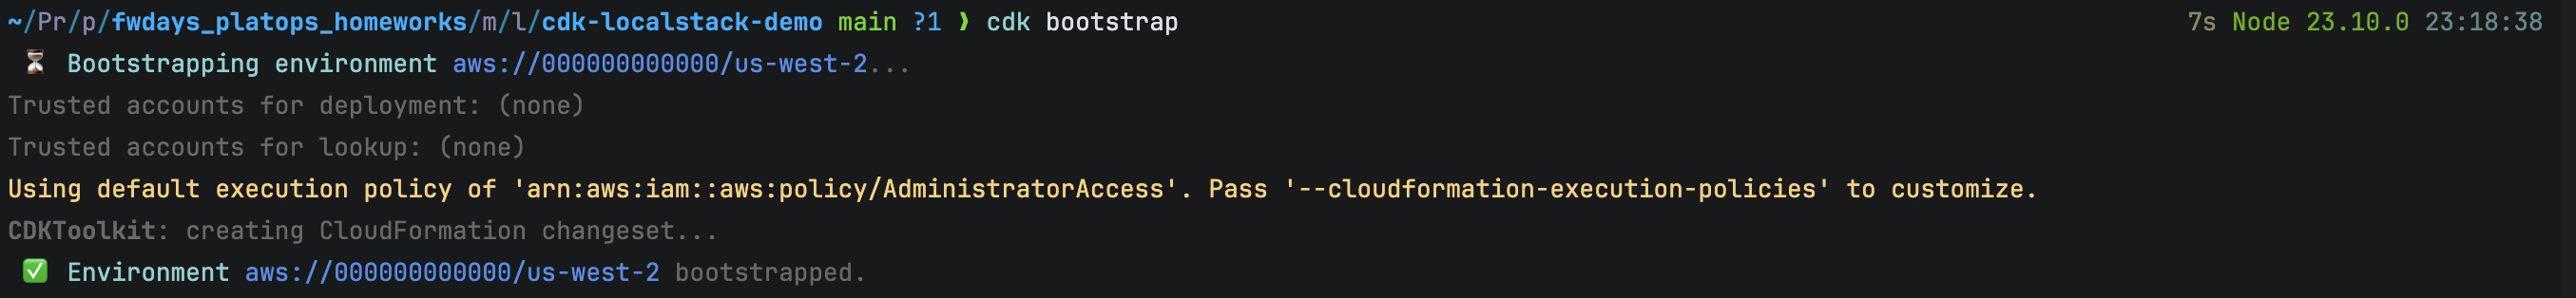 ~/Pr/p/fwdays_platops_homeworks/m/l/cdk-localstack-demo main ?1 ❱ cdk bootstrap 7s Node 23.10.0 23:18:38
⏳ Bootstrapping environment aws://000000000000/us-west-2...
Trusted accounts for deployment: (none)
Trusted accounts for lookup: (none)
Using default execution policy of 'arn:aws:iam::aws:policy/AdministratorAccess'. Pass '--cloudformation-execution-policies' to customize.
CDKToolkit: creating CloudFormation changeset...
✅ Environment aws://000000000000/us-west-2 bootstrapped.